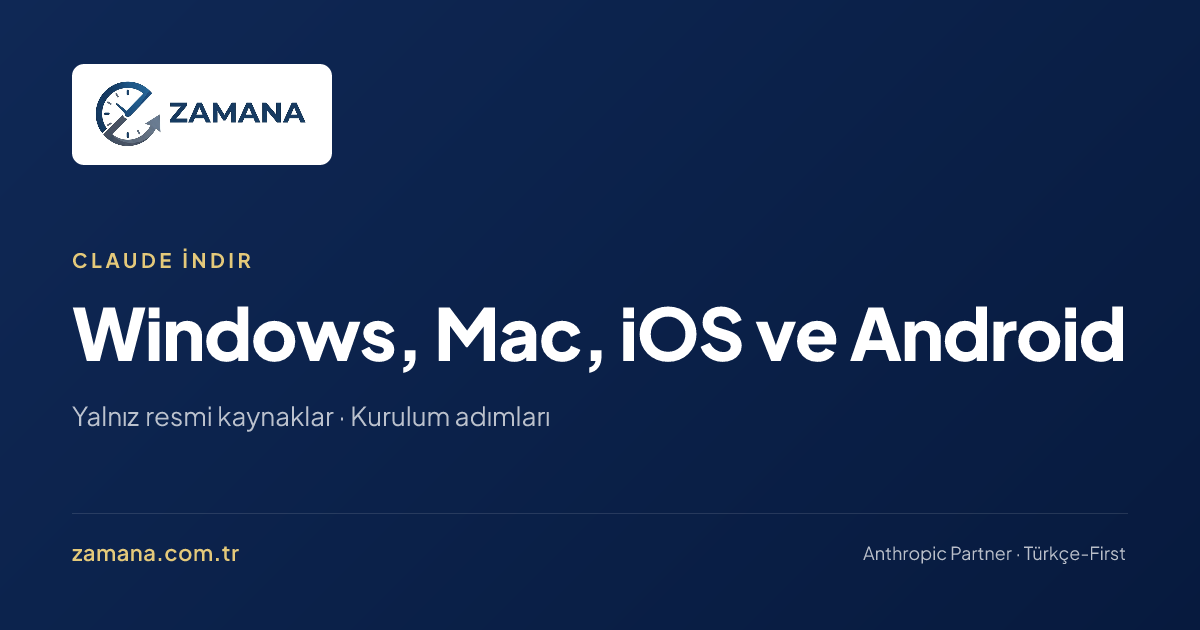 ZAMANA
CLAUDE İNDIR
Windows, Mac, iOS ve Android
Yalnız resmi kaynaklar · Kurulum adımları
zamana.com.tr
Anthropic Partner · Türkçe-First